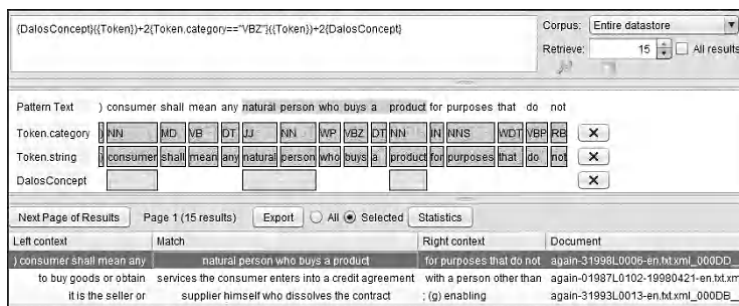 {DalosConcept}({Token})+2{Token.category=="VBZ"}({Token})+2{DalosConcept}
Corpus: Entire datastore
Retrieve: 15 All results
Pattern Text ) consumer shall mean any natural person who buys a product for purposes that do not
Token.category ) NN MD VB DT JJ NN WP VBZ DT NN IN NNS WDT VBP RB X
Token.string ) consumer shall mean any natural person who buys a product for purposes that do not X
DalosConcept X
Next Page of Results Page 1 (15 results) Export All Selected Statistics
Left context Match Right context Document
) consumer shall mean any natural person who buys a product for purposes that do not again-31998L0006-en.txt.xml_000DD_
to buy goods or obtain services the consumer enters into a credit agreement with a person other than again-01987L0102-19980421-en.txt
it is the seller or supplier himself who dissolves the contract ; (g) enabling again-31993L0013-en.txt.xml_000DB_